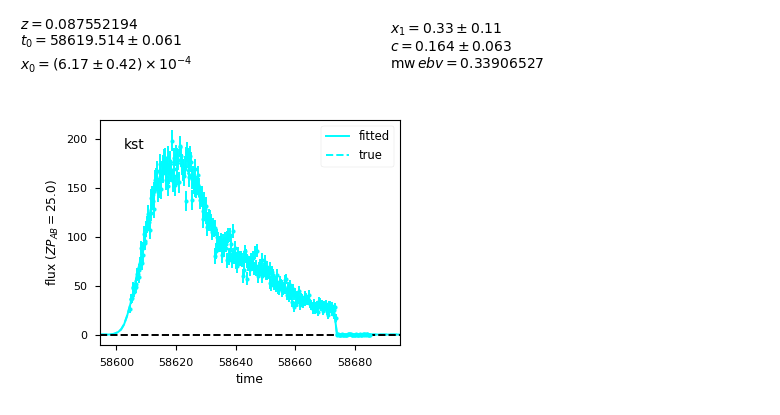 z = 0.087552194
t₀ = 58619.514 ± 0.061
x₀ = (6.17 ± 0.42) × 10⁻⁴
x₁ = 0.33 ± 0.11
c = 0.164 ± 0.063
mw ebv = 0.33906527
kst
fitted
true
200
150
100
50
0
flux (ZP_AB = 25.0)
58600 58620 58640 58660 58680
time